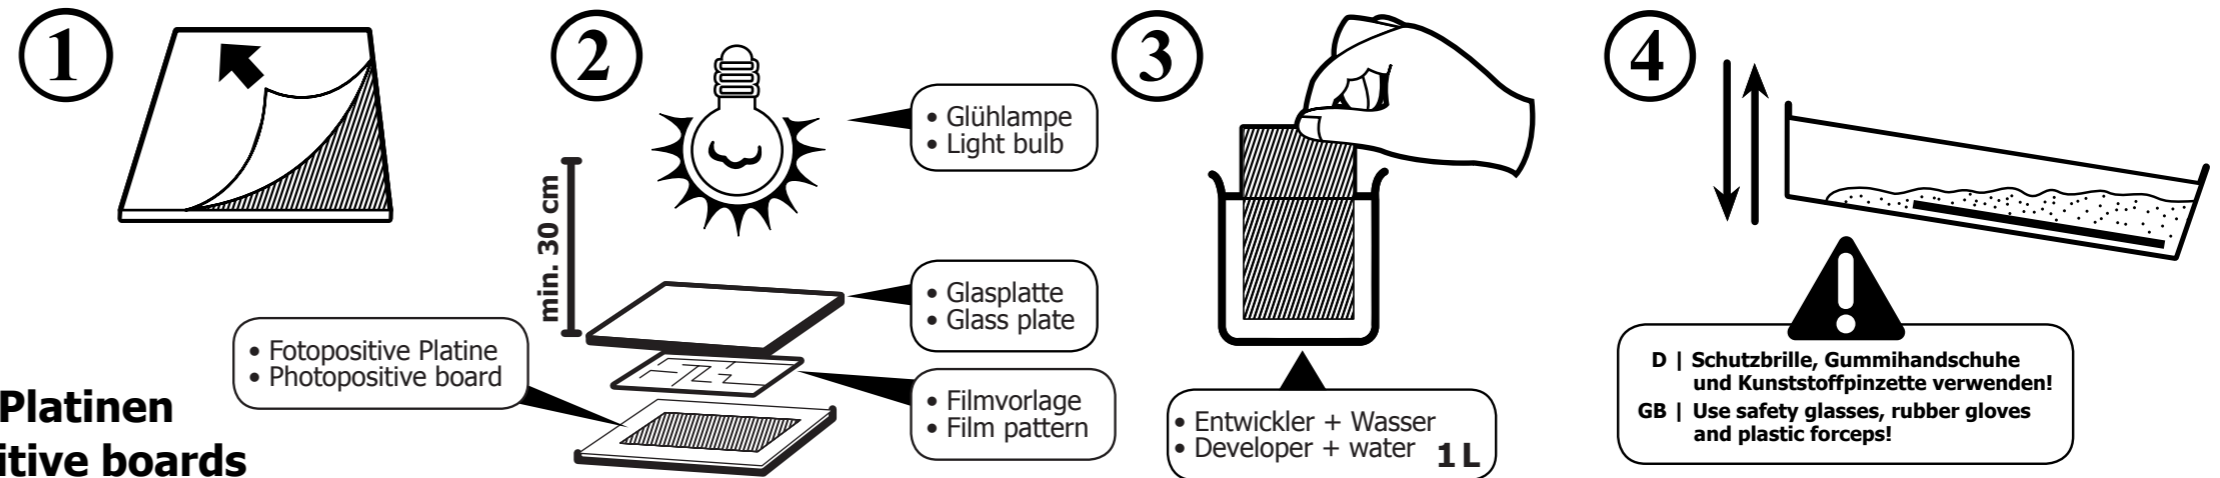 1
2
3
4
min. 30 cm
• Glühlampe
• Light bulb
• Glasplatte
• Glass plate
• Filmvorlage
• Film pattern
• Fotopositive Platine
• Photopositive board
Platinen
itive boards
• Entwickler + Wasser
• Developer + water 1 L
D | Schutzbrille, Gummihandschuhe
und Kunststoffpinzette verwenden!
GB | Use safety glasses, rubber gloves
and plastic forceps!